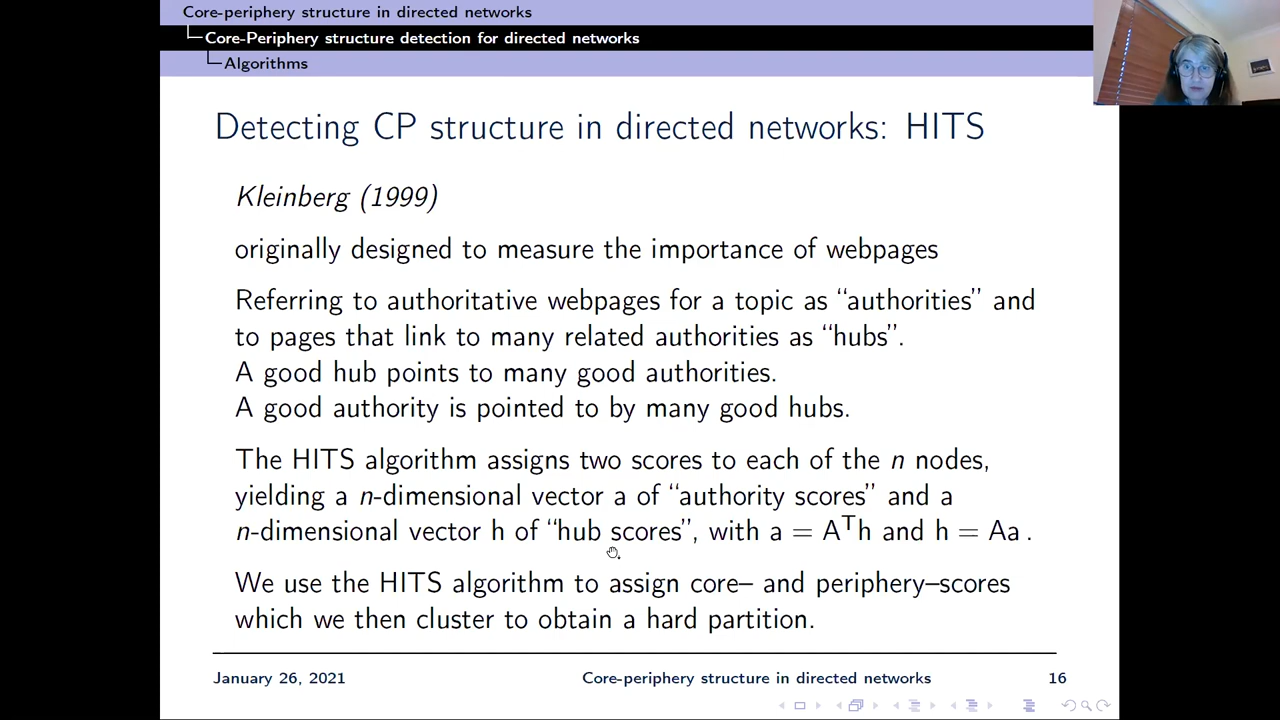 Core-periphery structure in directed networks
Core-Periphery structure detection for directed networks
Algorithms
Detecting CP structure in directed networks: HITS
Kleinberg (1999)
originally designed to measure the importance of webpages
Referring to authoritative webpages for a topic as “authorities” and
to pages that link to many related authorities as “hubs”.
A good hub points to many good authorities.
A good authority is pointed to by many good hubs.
The HITS algorithm assigns two scores to each of the n nodes,
yielding a n-dimensional vector a of “authority scores” and a
n-dimensional vector h of “hub scores”, with a = Aᵀh and h = Aa .
We use the HITS algorithm to assign core– and periphery–scores
which we then cluster to obtain a hard partition.
January 26, 2021 Core-periphery structure in directed networks 16